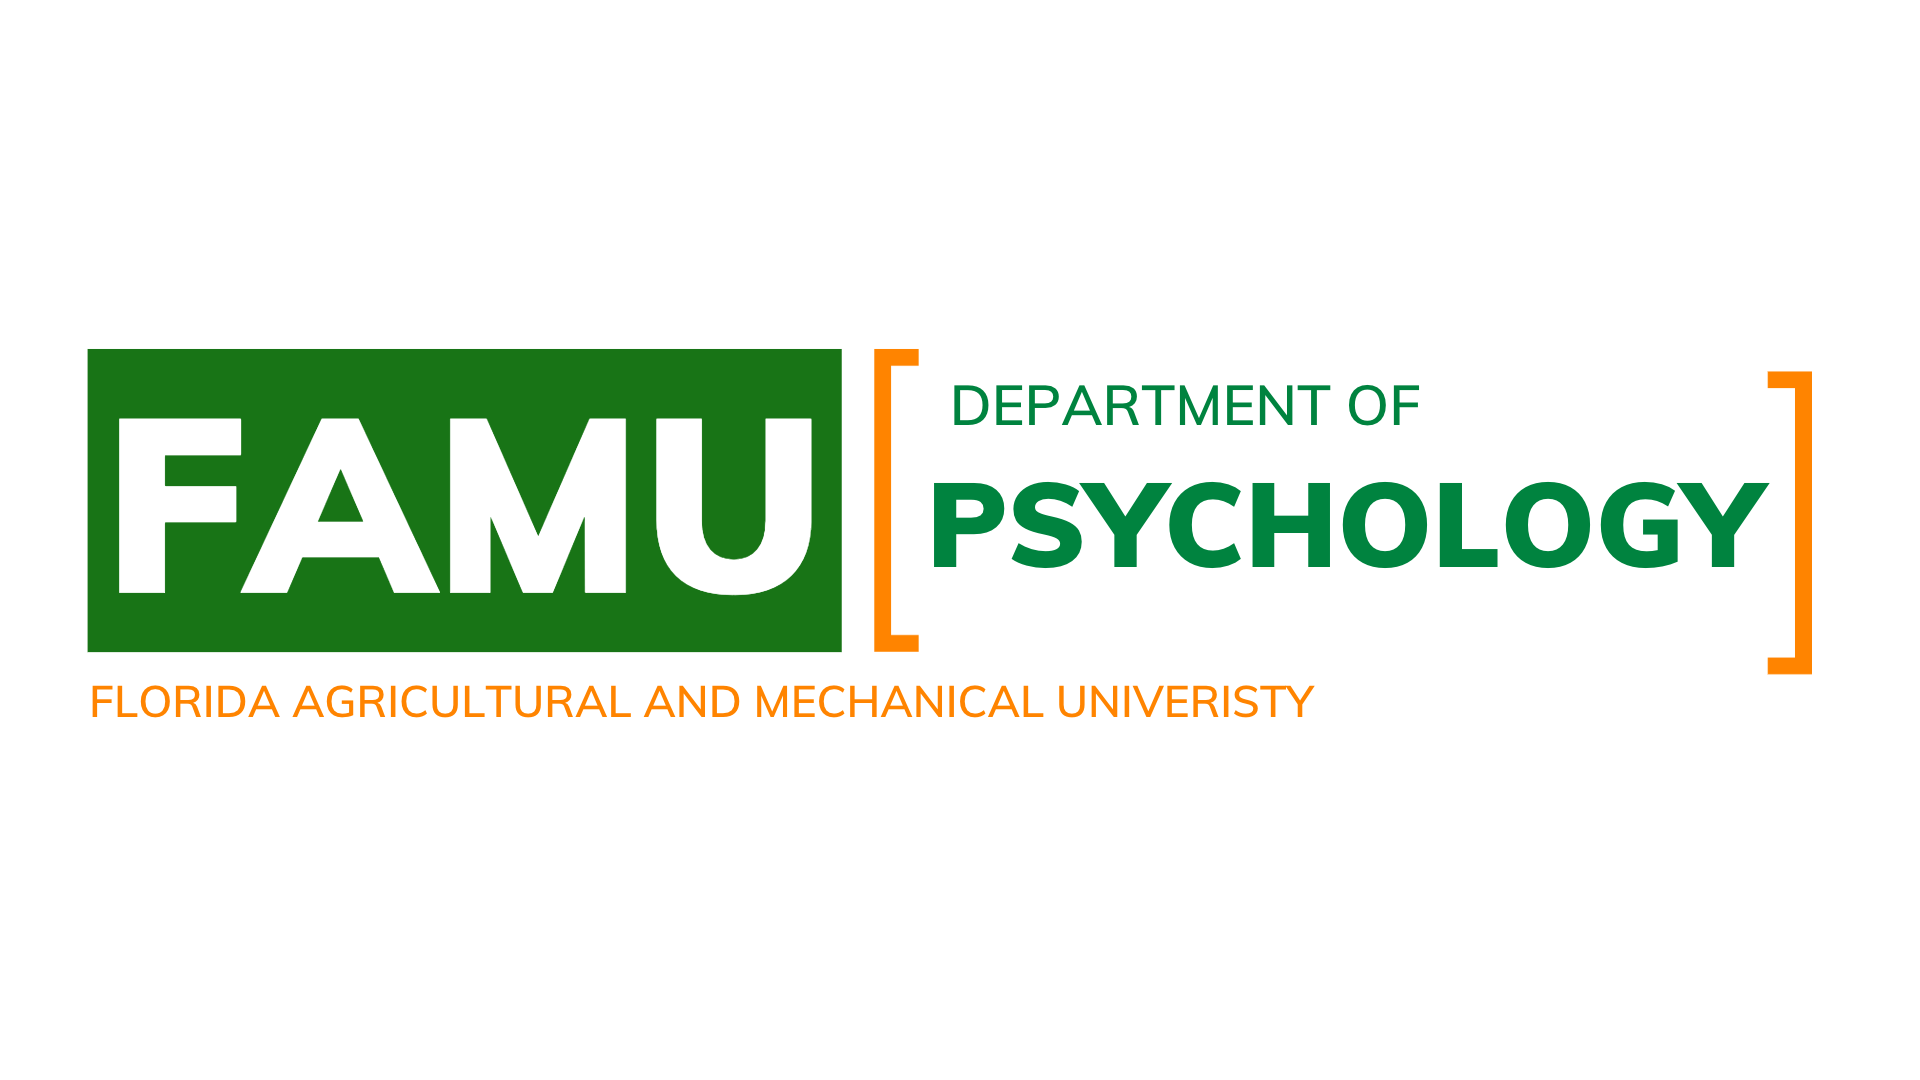 FAMU
DEPARTMENT OF
PSYCHOLOGY
FLORIDA AGRICULTURAL AND MECHANICAL UNIVERISTY